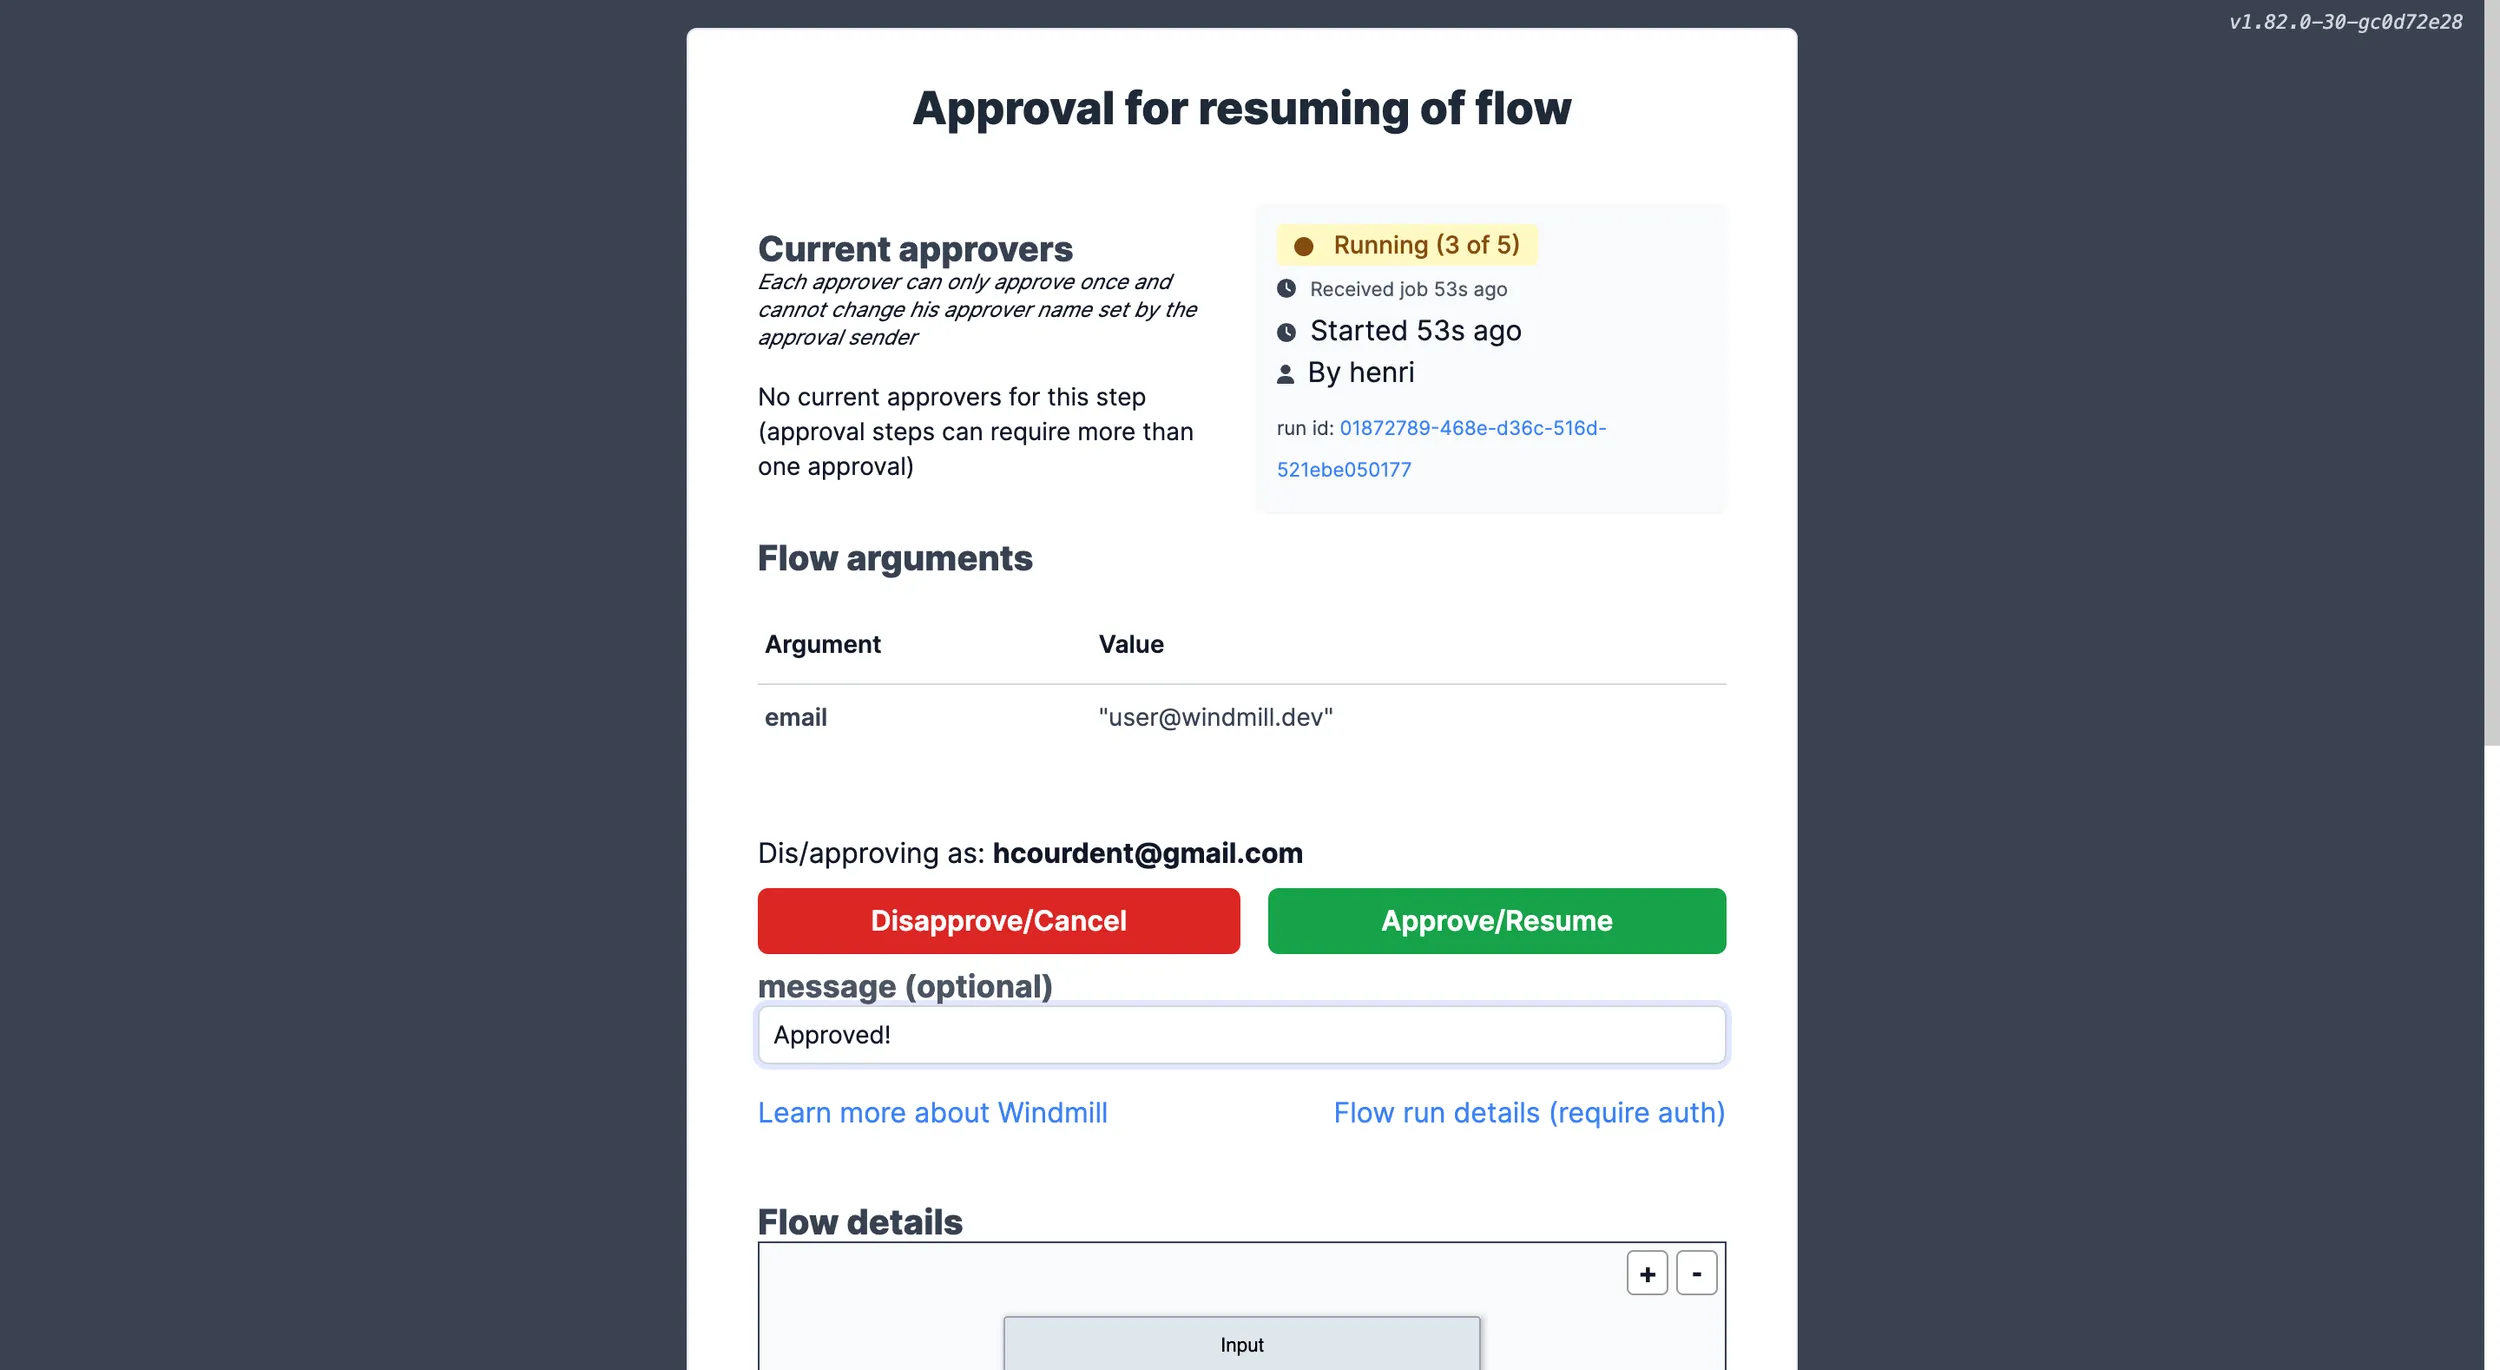 v1.82.0-30-gc0d72e28
Approval for resuming of flow
Current approvers
Each approver can only approve once and
cannot change his approver name set by the
approval sender
No current approvers for this step
(approval steps can require more than
one approval)
Running (3 of 5)
Received job 53s ago
Started 53s ago
By henri
run id: 01872789-468e-d36c-516d-
521ebe050177
Flow arguments
Argument Value
email "user@windmill.dev"
Dis/approving as: hcourdent@gmail.com
Disapprove/Cancel Approve/Resume
message (optional)
Approved!
Learn more about Windmill Flow run details (require auth)
Flow details
+ -
Input